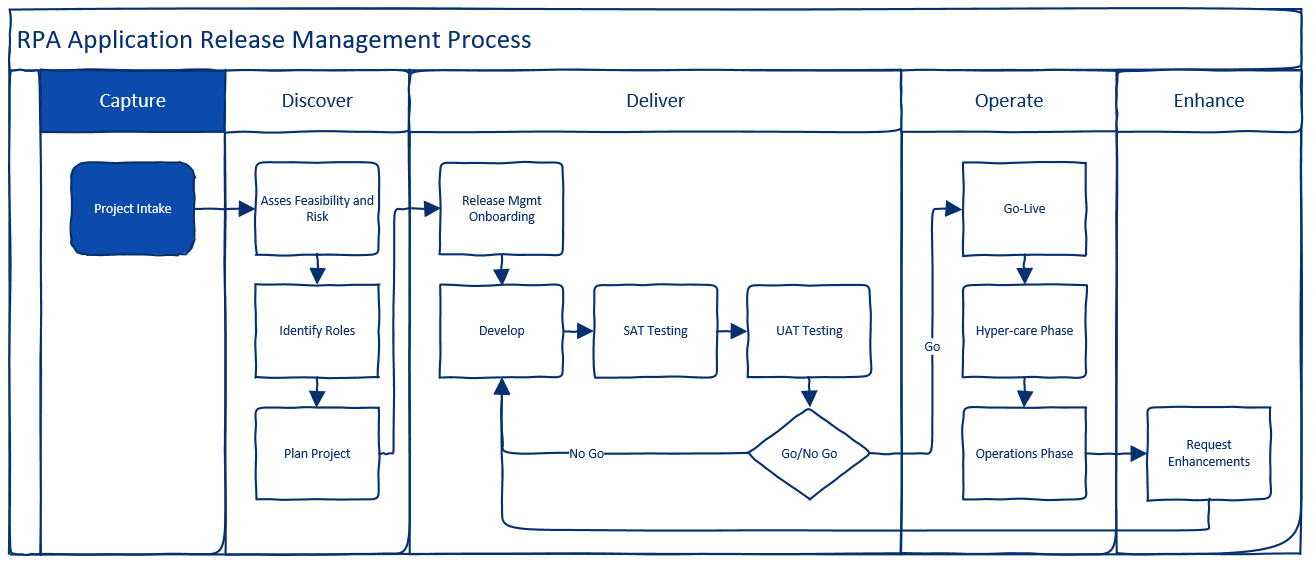 RPA Application Release Management Process
Capture
Discover
Deliver
Operate
Enhance
Project Intake
Asses Feasibility and
Risk
Release Mgmt
Onboarding
Go-Live
Identify Roles
Develop
SAT Testing
UAT Testing
Go
Hyper-care Phase
Plan Project
No Go
Go/No Go
Operations Phase
Request
Enhancements